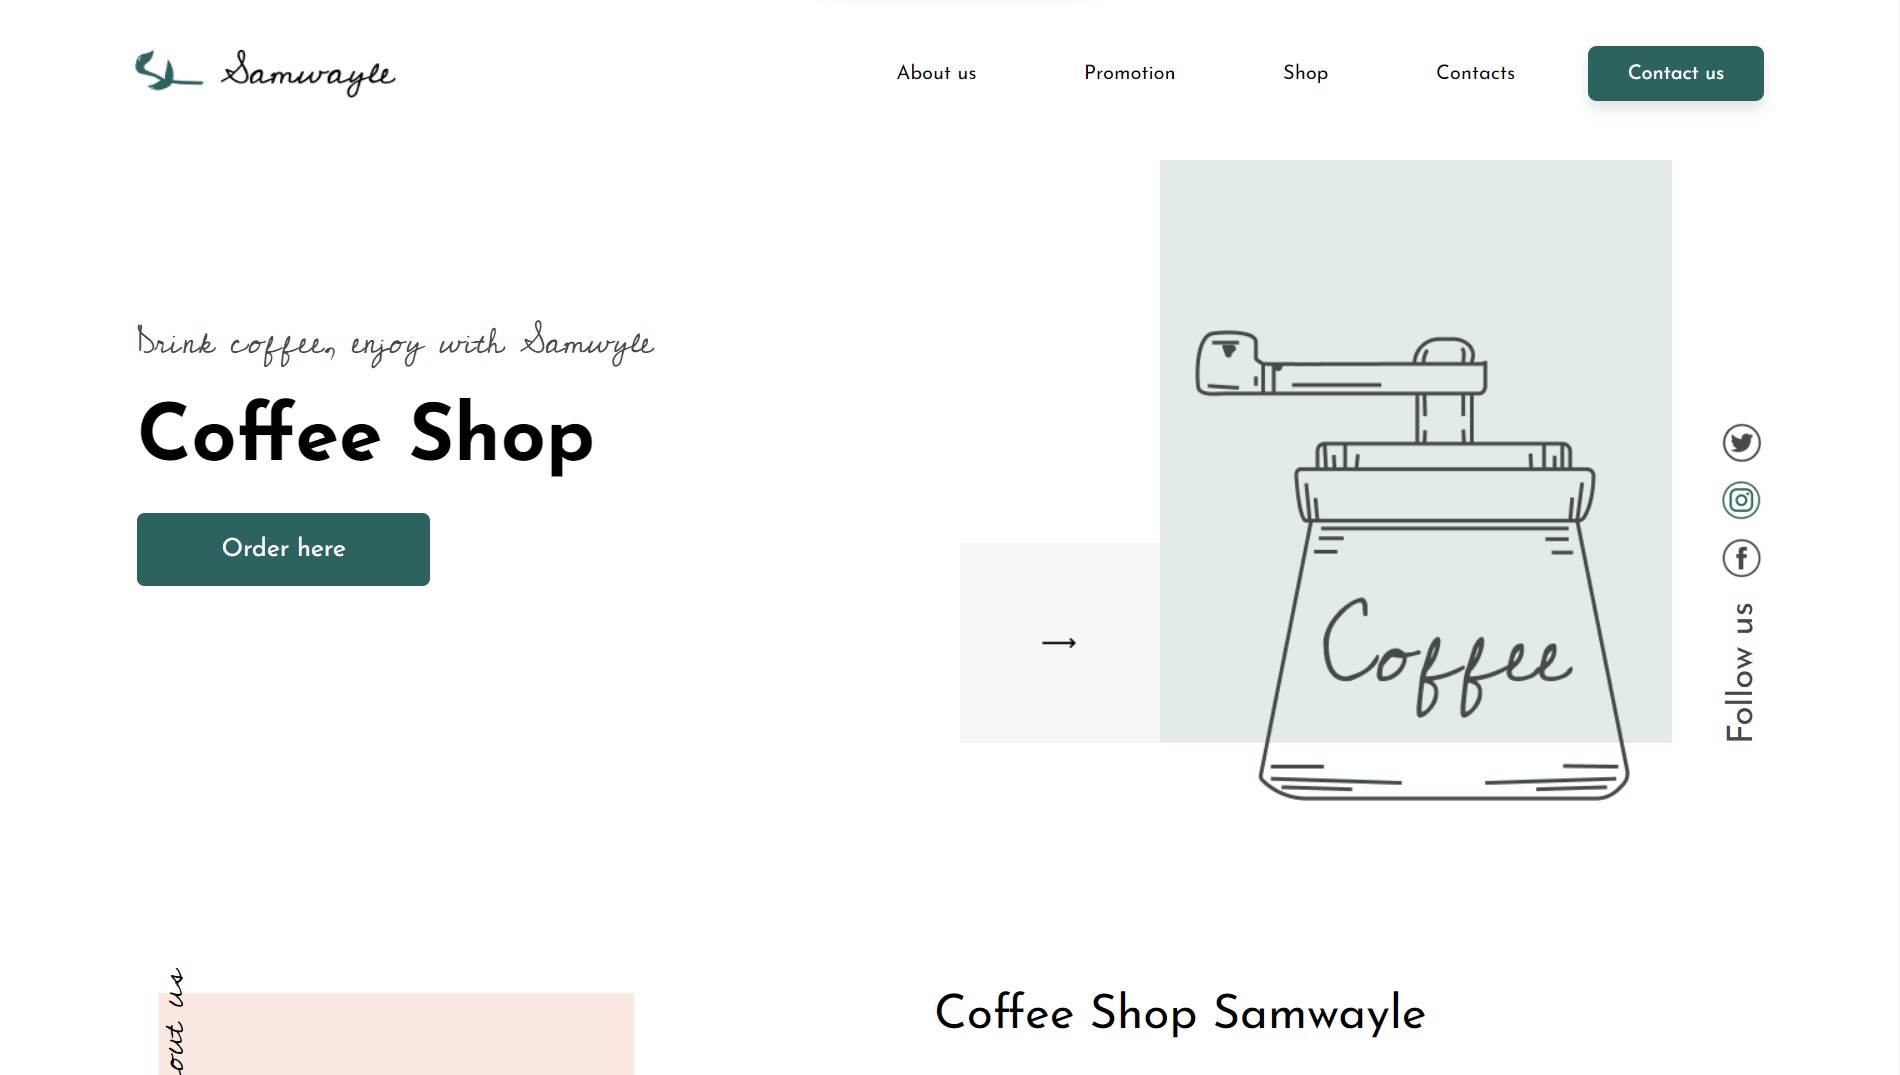 Samwayle
About us
Promotion
Shop
Contacts
Contact us
Drink coffee, enjoy with Samwyle
Coffee Shop
Order here
Coffee
Follow us
out us
Coffee Shop Samwayle